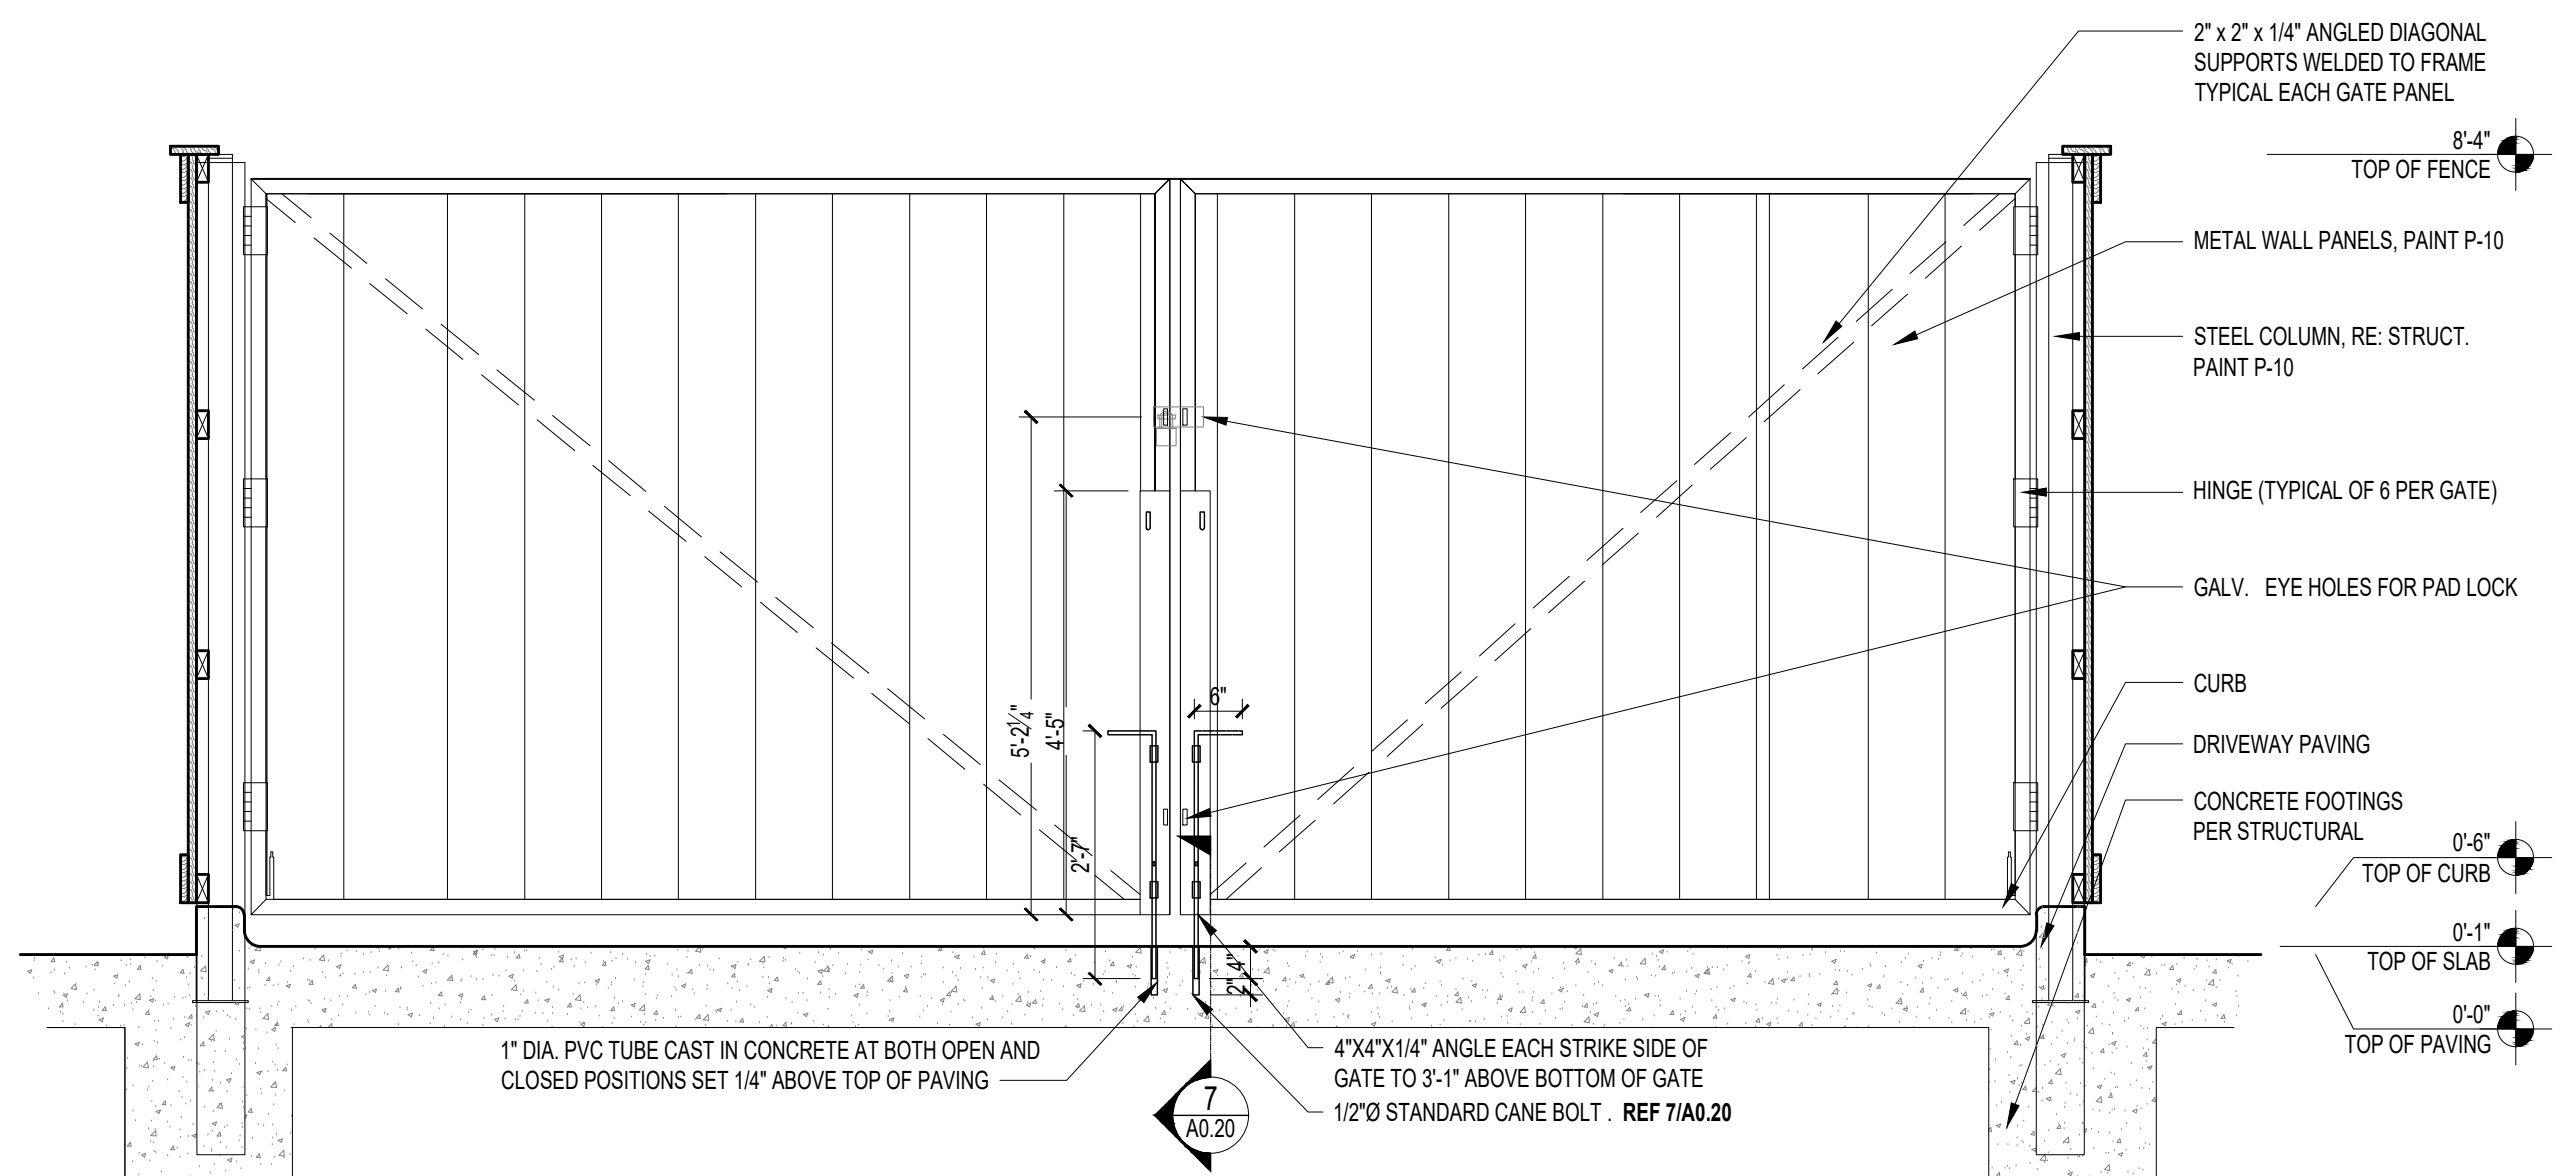 2" x 2" x 1/4" ANGLED DIAGONAL
SUPPORTS WELDED TO FRAME
TYPICAL EACH GATE PANEL
8'-4"
TOP OF FENCE
METAL WALL PANELS, PAINT P-10
STEEL COLUMN, RE: STRUCT.
PAINT P-10
HINGE (TYPICAL OF 6 PER GATE)
GALV. EYE HOLES FOR PAD LOCK
CURB
DRIVEWAY PAVING
CONCRETE FOOTINGS
PER STRUCTURAL
0'-6"
TOP OF CURB
0'-1"
TOP OF SLAB
0'-0"
TOP OF PAVING
5'-2¼"
4'-5"
6"
2'-7"
4"
2"
1" DIA. PVC TUBE CAST IN CONCRETE AT BOTH OPEN AND
CLOSED POSITIONS SET 1/4" ABOVE TOP OF PAVING
7
A0.20
4"X4"X1/4" ANGLE EACH STRIKE SIDE OF
GATE TO 3'-1" ABOVE BOTTOM OF GATE
1/2"Ø STANDARD CANE BOLT . REF 7/A0.20